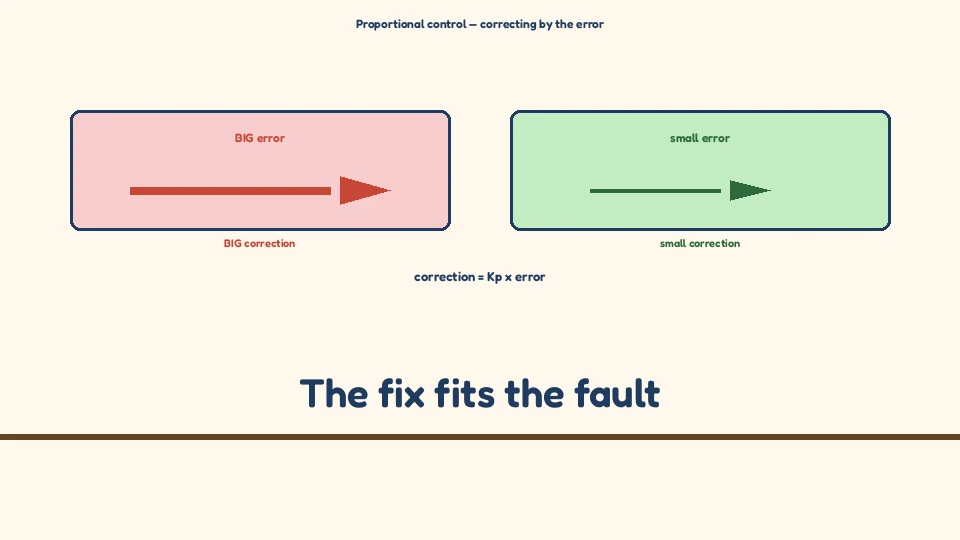 Proportional control – correcting by the error
BIG error
small error
BIG correction
small correction
correction = Kp x error
The fix fits the fault